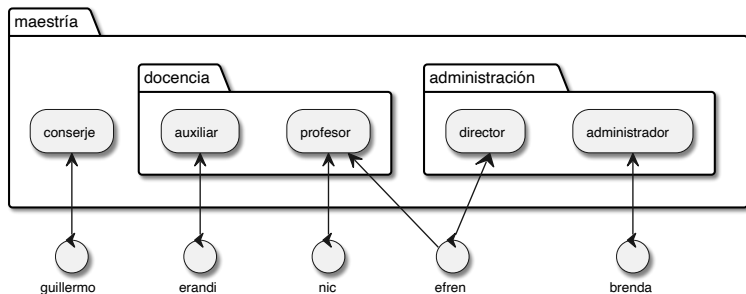 maestría
docencia
administración
conserje
auxiliar
profesor
director
administrador
guillermo
erandi
nic
efren
brenda